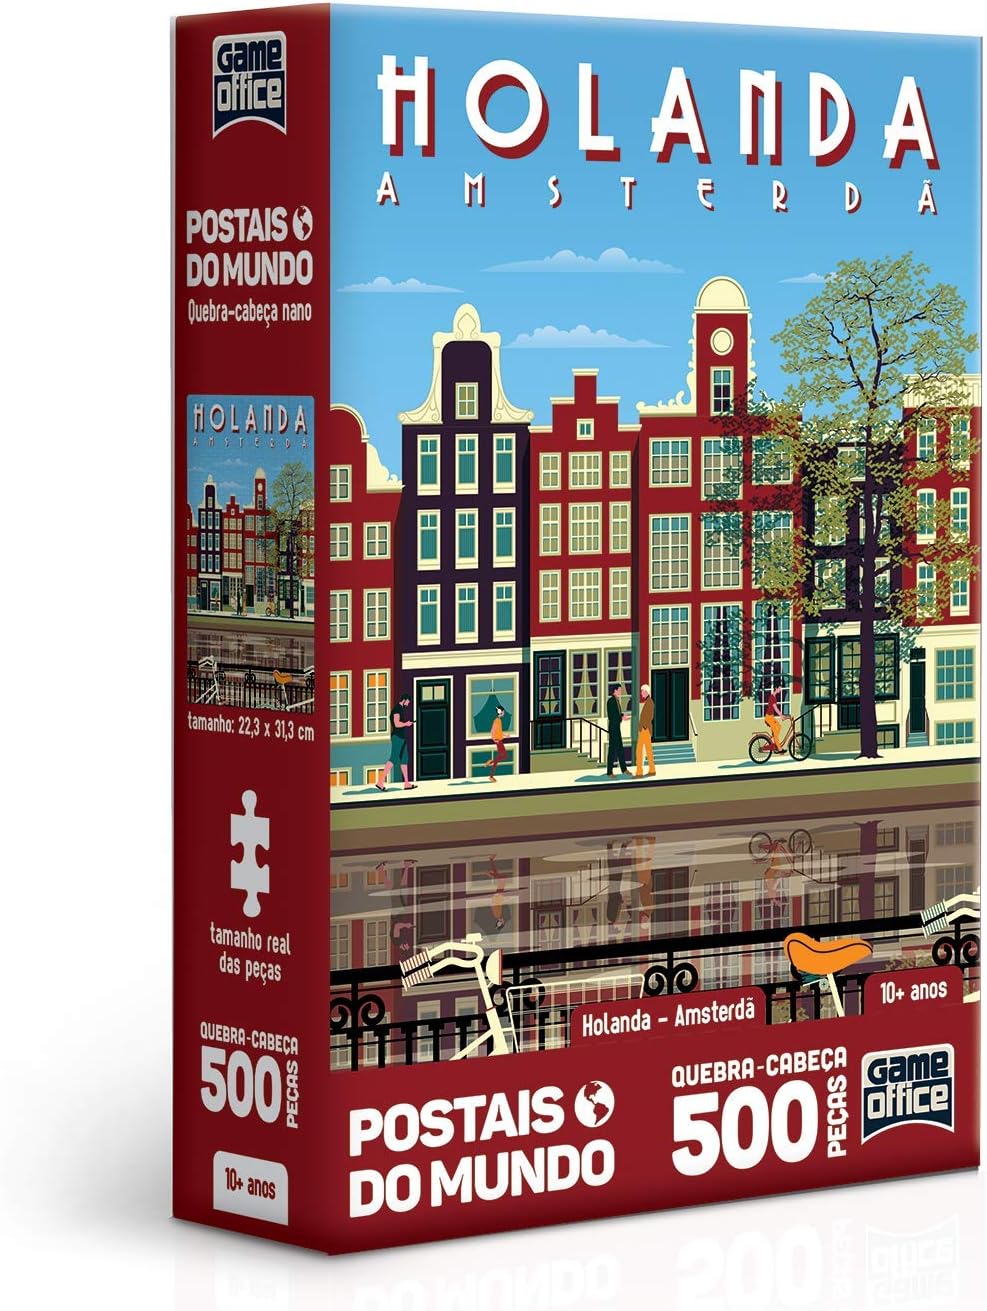 Game
Office
POSTAIS
DO MUNDO
Quebra-cabeça nano
HOLANDA
AMSTERDÃ
tamanho: 22,3 x 31,3 cm
tamanho real
das peças
QUEBRA-CABEÇA
500
PEÇAS
10+ anos
HOLANDA
AMSTERDÃ
Holanda - Amsterdã
10+ anos
POSTAIS
DO MUNDO
QUEBRA-CABEÇA
500
PEÇAS
Game
Office